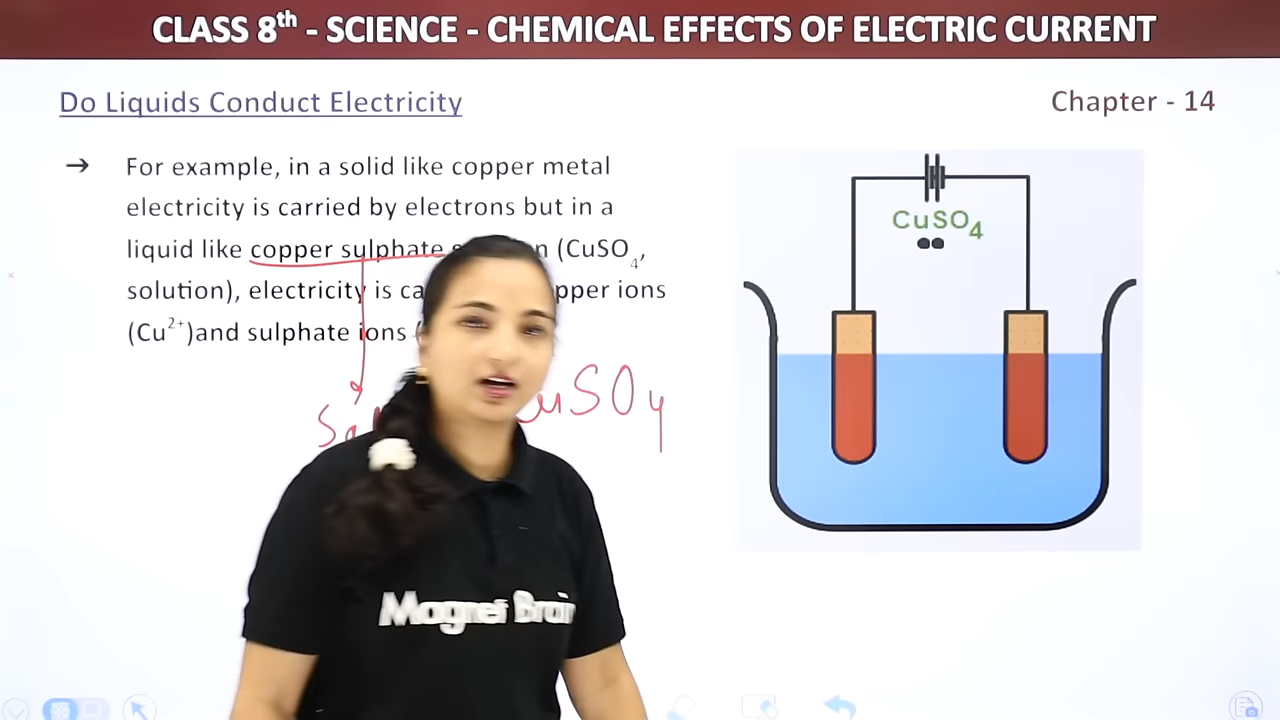 CLASS 8th - SCIENCE - CHEMICAL EFFECTS OF ELECTRIC CURRENT
Do Liquids Conduct Electricity
Chapter - 14
→ For example, in a solid like copper metal
electricity is carried by electrons but in a
liquid like copper sulphate (CuSO4,
solution), electricity is ions
(Cu2+)and sulphate ions
uSO4
CuSO4
Magnet Brain